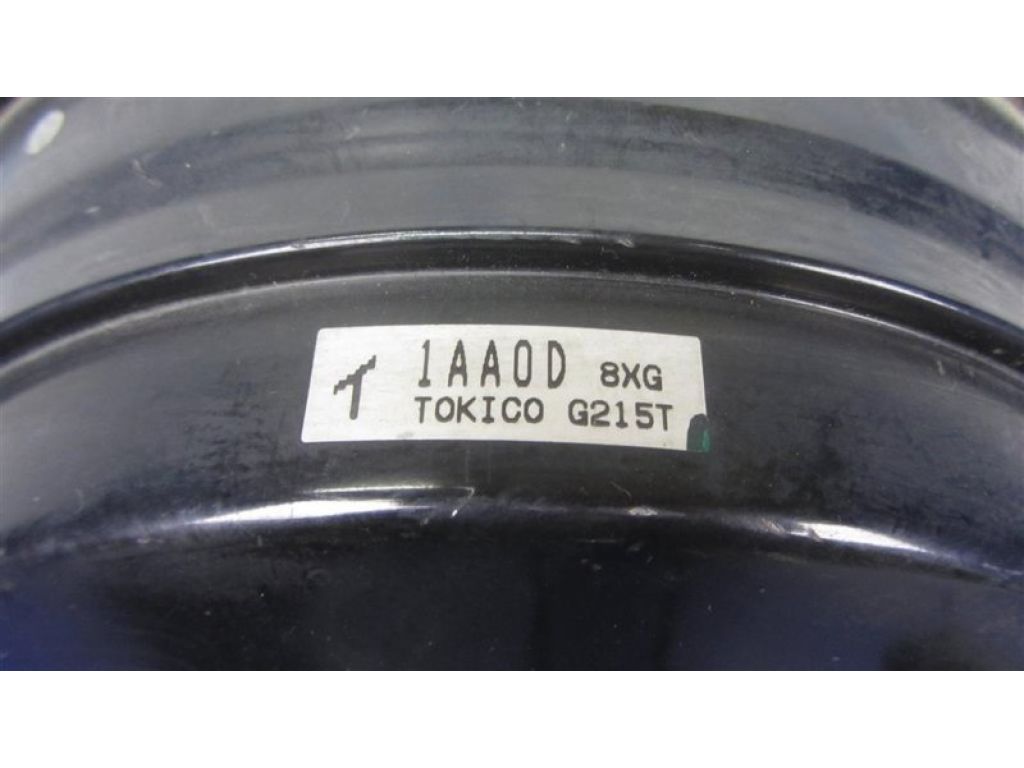 1AA0D 8XG
TOKICO G215T